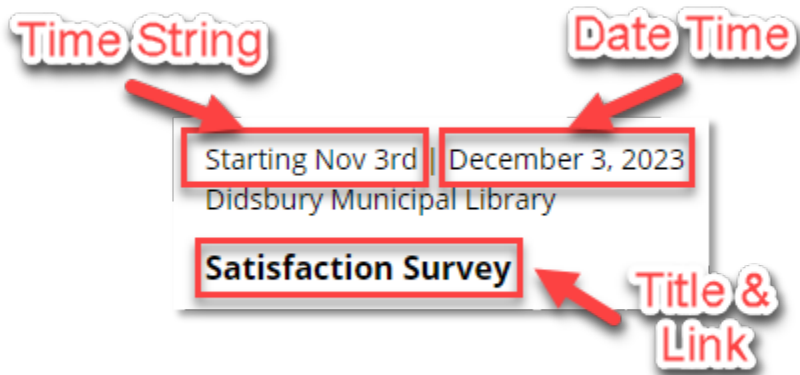 Time String
Date Time
Starting Nov 3rd | December 3, 2023
Didsbury Municipal Library
Satisfaction Survey
Title &
Link